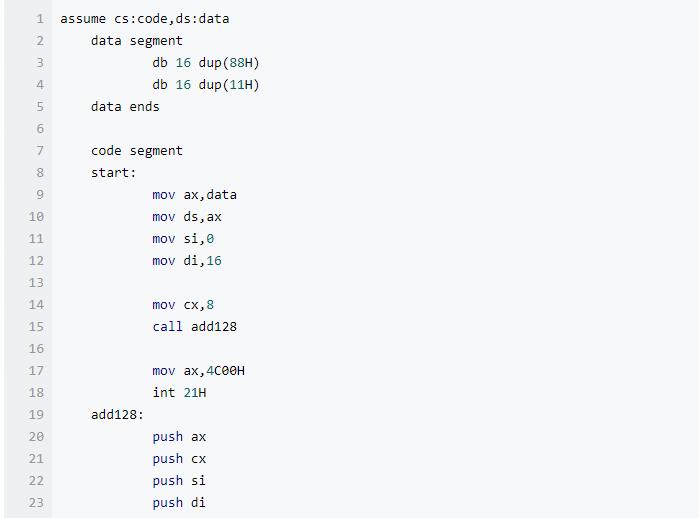 1 assume cs:code,ds:data
2 data segment
3 db 16 dup(88H)
4 db 16 dup(11H)
5 data ends
6
7 code segment
8 start:
9 mov ax,data
10 mov ds,ax
11 mov si,0
12 mov di,16
13
14 mov cx,8
15 call add128
16
17 mov ax,4C00H
18 int 21H
19 add128:
20 push ax
21 push cx
22 push si
23 push di